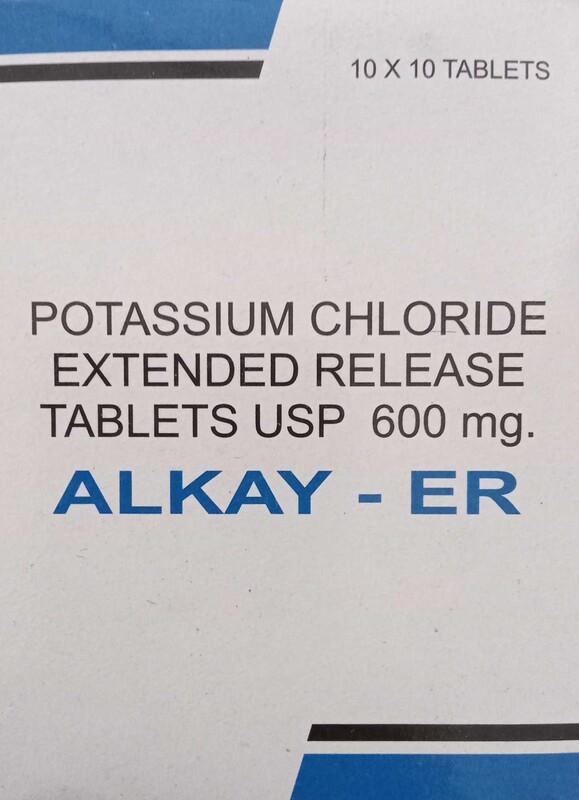 10 X 10 TABLETS
POTASSIUM CHLORIDE
EXTENDED RELEASE
TABLETS USP 600 mg.
ALKAY - ER